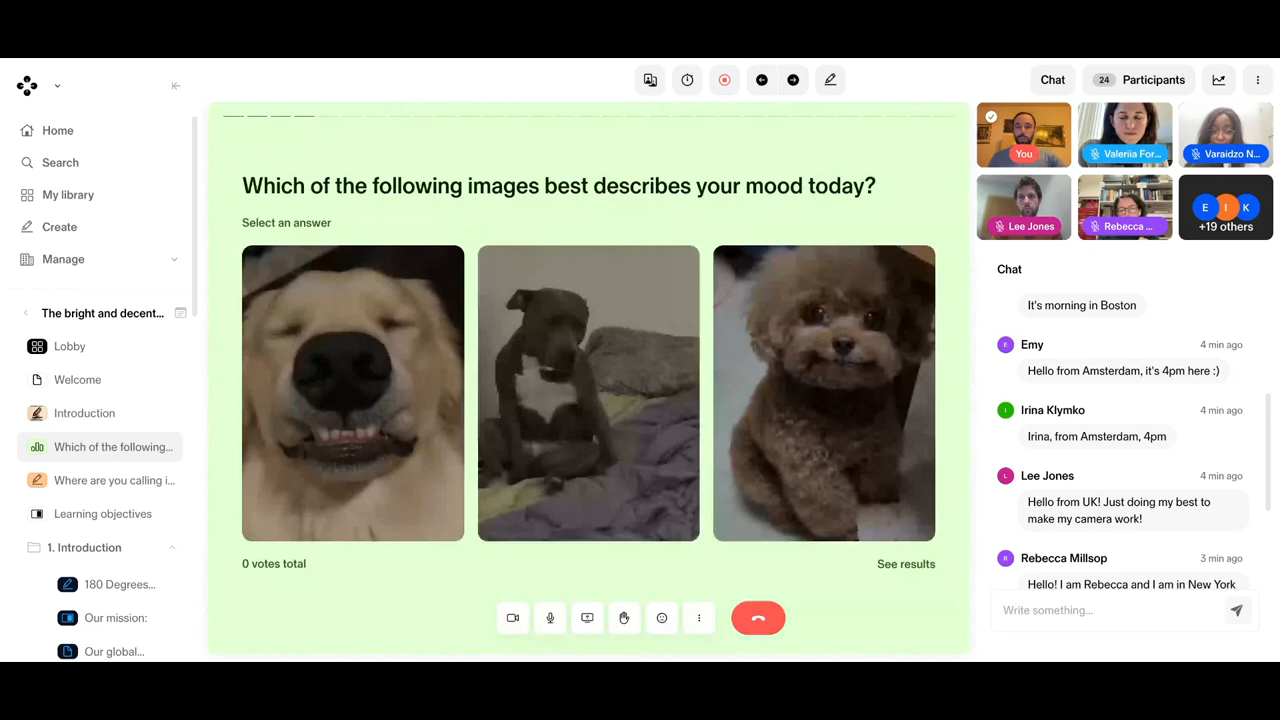 Chat
24 Participants
Home
Search
My library
Create
Manage
The bright and decent...
Lobby
Welcome
Introduction
Which of the following...
Where are you calling i...
Learning objectives
1. Introduction
180 Degrees...
Our mission:
Our global...
Which of the following images best describes your mood today?
Select an answer
0 votes total
See results
You
Valeriia For...
Varaidzo N...
Lee Jones
Rebecca ...
E I K
+19 others
Chat
It's morning in Boston
E Emy 4 min ago
Hello from Amsterdam, it's 4pm here :)
I Irina Klymko 4 min ago
Irina, from Amsterdam, 4pm
L Lee Jones 4 min ago
Hello from UK! Just doing my best to
make my camera work!
R Rebecca Millsop 3 min ago
Hello! I am Rebecca and I am in New York
Write something...